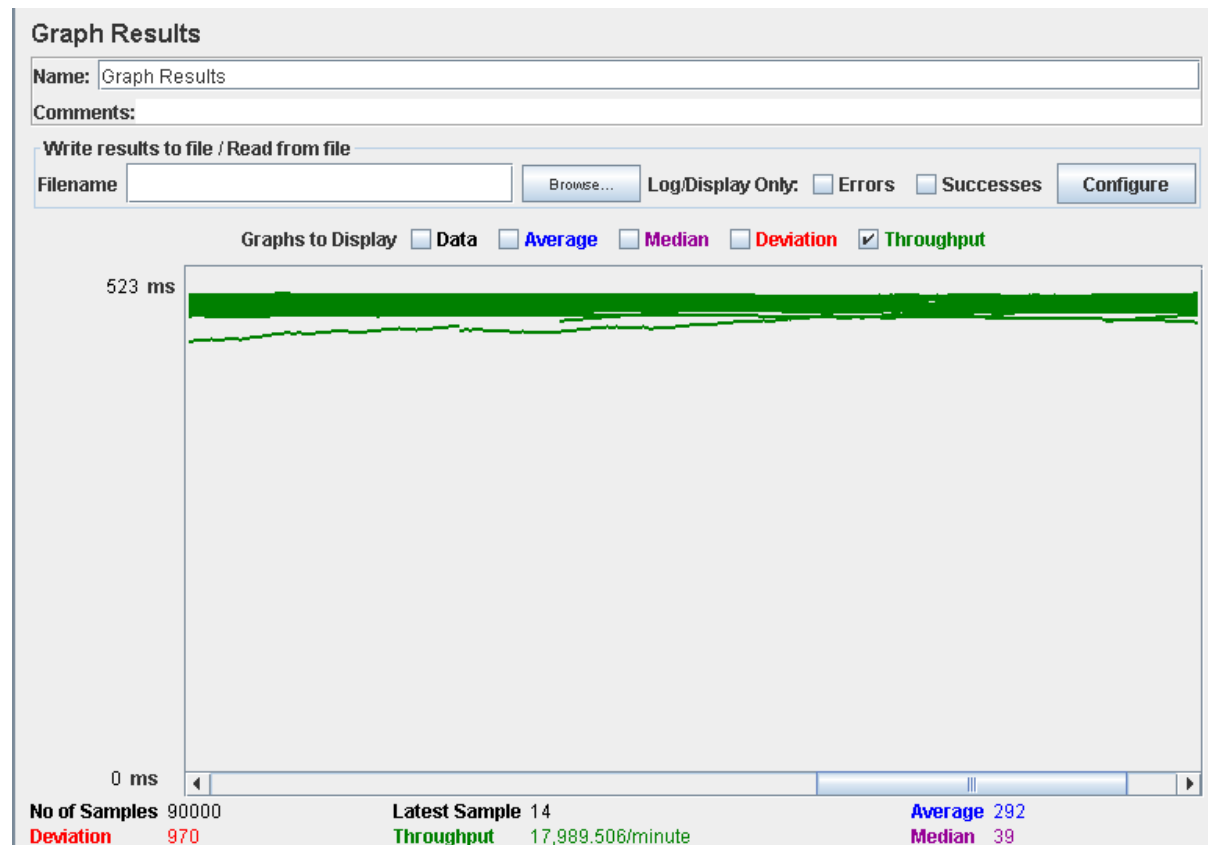 Graph Results
Name: Graph Results
Comments:
Write results to file / Read from file
Filename Browse... Log/Display Only: Errors Successes Configure
Graphs to Display Data Average Median Deviation Throughput
523 ms
0 ms
No of Samples 90000 Latest Sample 14 Average 292
Deviation 970 Throughput 17,989.506/minute Median 39